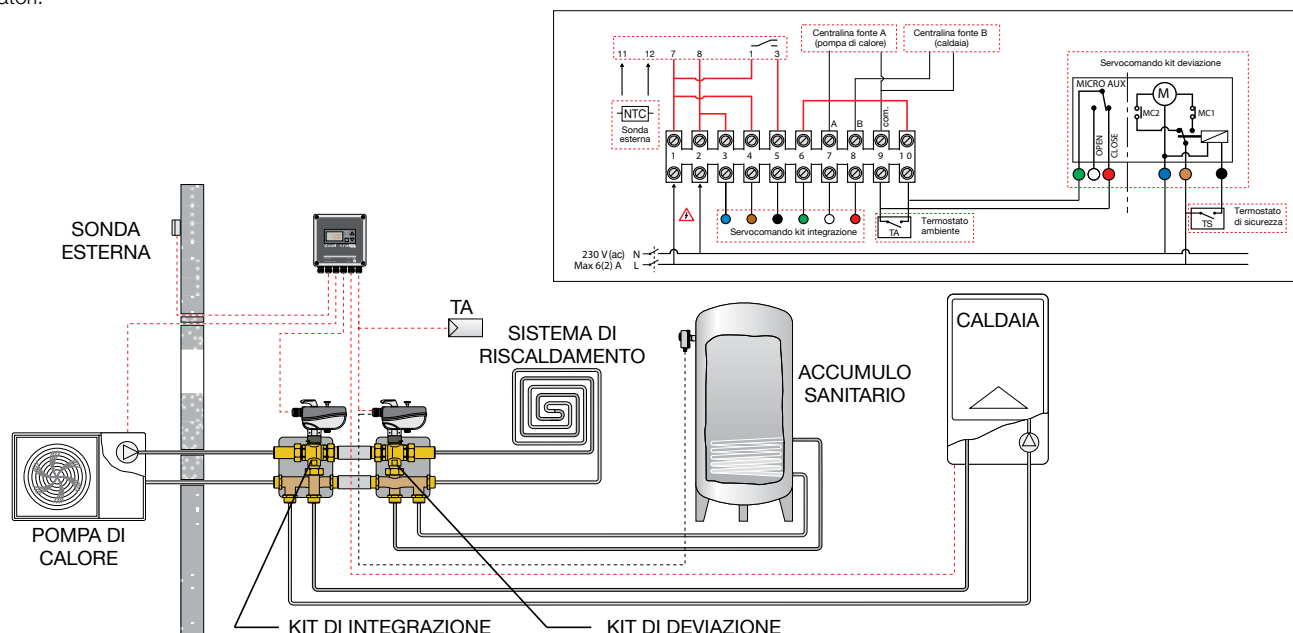 atori.
11 12 7 8 1 3
Centralina fonte A
(pompa di calore)
Centralina fonte B
(caldaia)
Servocomando kit deviazione
NTC
Sonda
esterna
A
B
com.
MICRO AUX
OPEN
CLOSE
M
MC2
MC1
1 2 3 4 5 6 7 8 9 10
Servocomando kit integrazione
TA
Termostato
ambiente
TS
Termostato
di sicurezza
230 V(ac) N
Max 6(2) A L
SONDA
ESTERNA
TA
SISTEMA DI
RISCALDAMENTO
ACCUMULO
SANITARIO
CALDAIA
POMPA DI
CALORE
KIT DI INTEGRAZIONE
KIT DI DEVIAZIONE